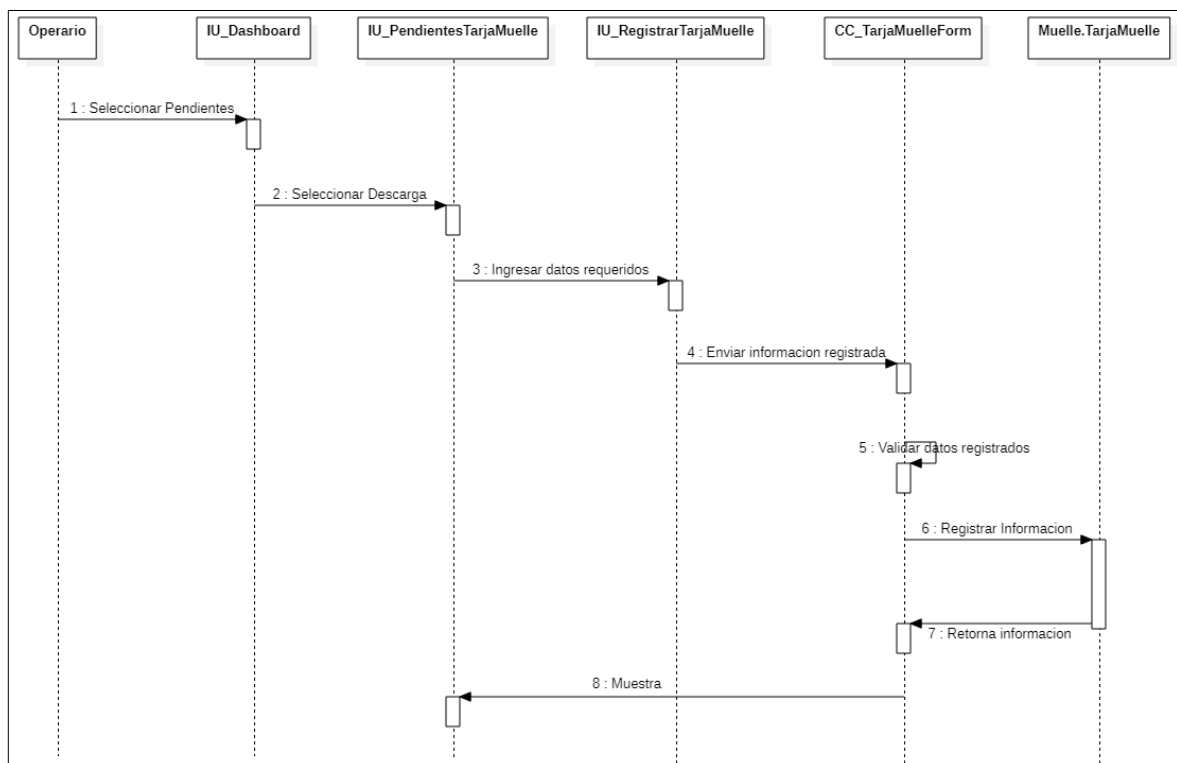 Operario
IU_Dashboard
IU_PendientesTarjaMuelle
IU_RegistrarTarjaMuelle
CC_TarjaMuelleForm
Muelle.TarjaMuelle
1 : Seleccionar Pendientes
2 : Seleccionar Descarga
3 : Ingresar datos requeridos
4 : Enviar informacion registrada
5 : Validar datos registrados
6 : Registrar Informacion
7 : Retorna informacion
8 : Muestra